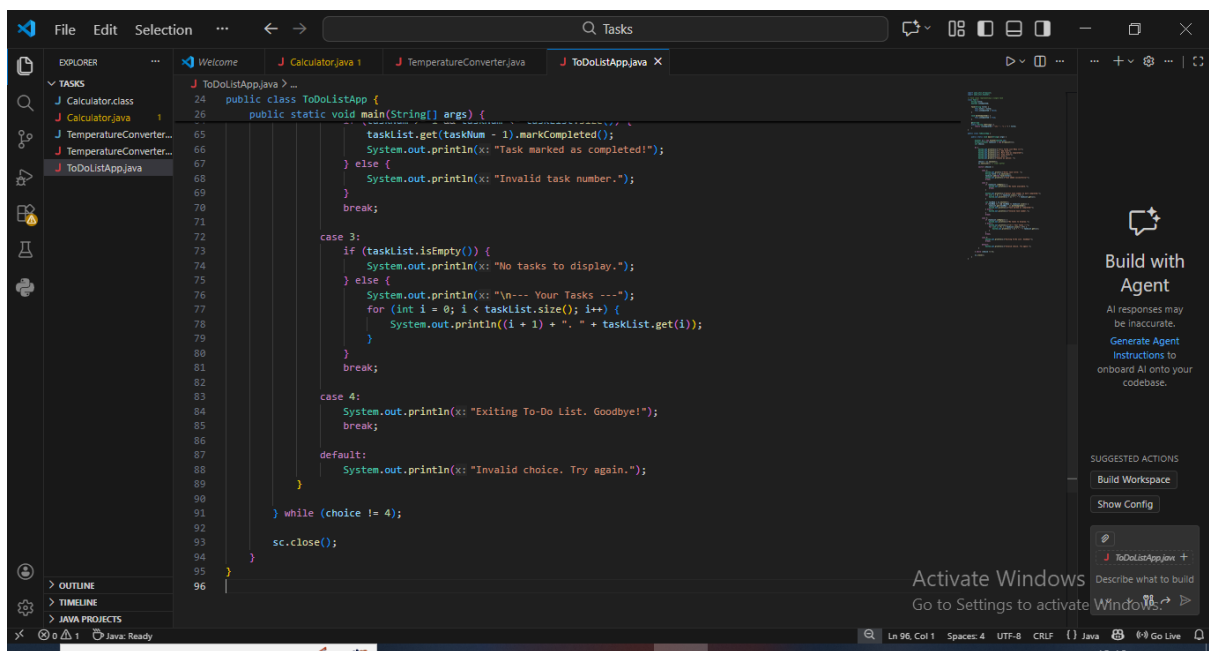 File Edit Selection ...
Tasks
EXPLORER ...
Welcome
J Calculator.java 1
J TemperatureConverter.java
J ToDoListApp.java
TASKS
J Calculator.class
J Calculator.java 1
J TemperatureConverter...
J TemperatureConverter...
J ToDoListApp.java
J ToDoListApp.java > ...
24 public class ToDoListApp {
26 public static void main(String[] args) {
65 taskList.get(taskNum - 1).markCompleted();
66 System.out.println(x: "Task marked as completed!");
67 } else {
68 System.out.println(x: "Invalid task number.");
69 }
70 break;
71
72 case 3:
73 if (taskList.isEmpty()) {
74 System.out.println(x: "No tasks to display.");
75 } else {
76 System.out.println(x: "\n--- Your Tasks ---");
77 for (int i = 0; i < taskList.size(); i++) {
78 System.out.println((i + 1) + ". " + taskList.get(i));
79 }
80 }
81 break;
82
83 case 4:
84 System.out.println(x: "Exiting To-Do List. Goodbye!");
85 break;
86
87 default:
88 System.out.println(x: "Invalid choice. Try again.");
89 }
90
91 } while (choice != 4);
92
93 sc.close();
94 }
95 }
96
Build with
Agent
AI responses may
be inaccurate.
Generate Agent
Instructions to
onboard AI onto your
codebase.
SUGGESTED ACTIONS
Build Workspace
Show Config
J ToDoListApp.java +
Describe what to build
Activate Windows
Go to Settings to activate Windows.
OUTLINE
TIMELINE
JAVA PROJECTS
0 1 Java: Ready
Ln 96, Col 1 Spaces: 4 UTF-8 CRLF {} Java Go Live